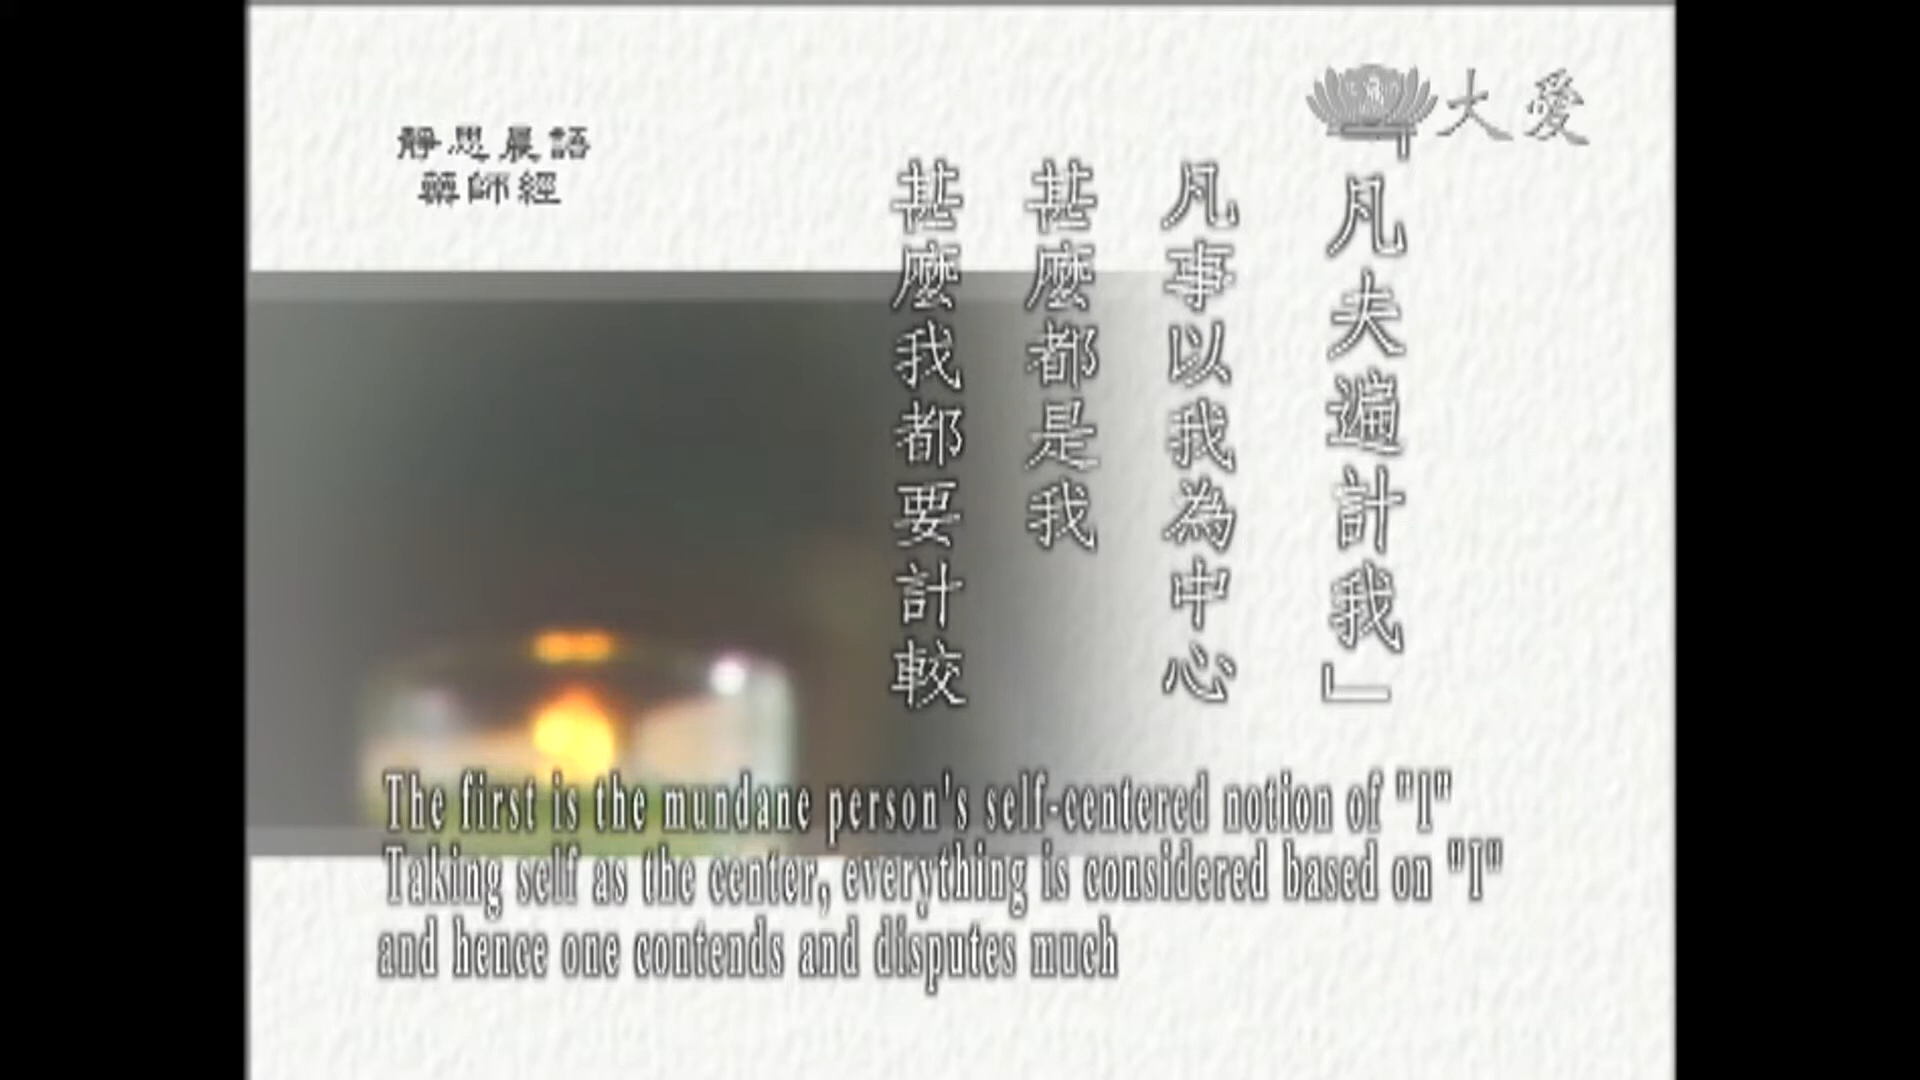 靜思晨語
藥師經
大愛
「凡夫遍計我」
凡事以我為中心
甚麼都是我
甚麼我都要計較
The first is the mundane person's self-centered notion of "I"
Taking self as the center, everything is considered based on "I"
and hence one contends and disputes much